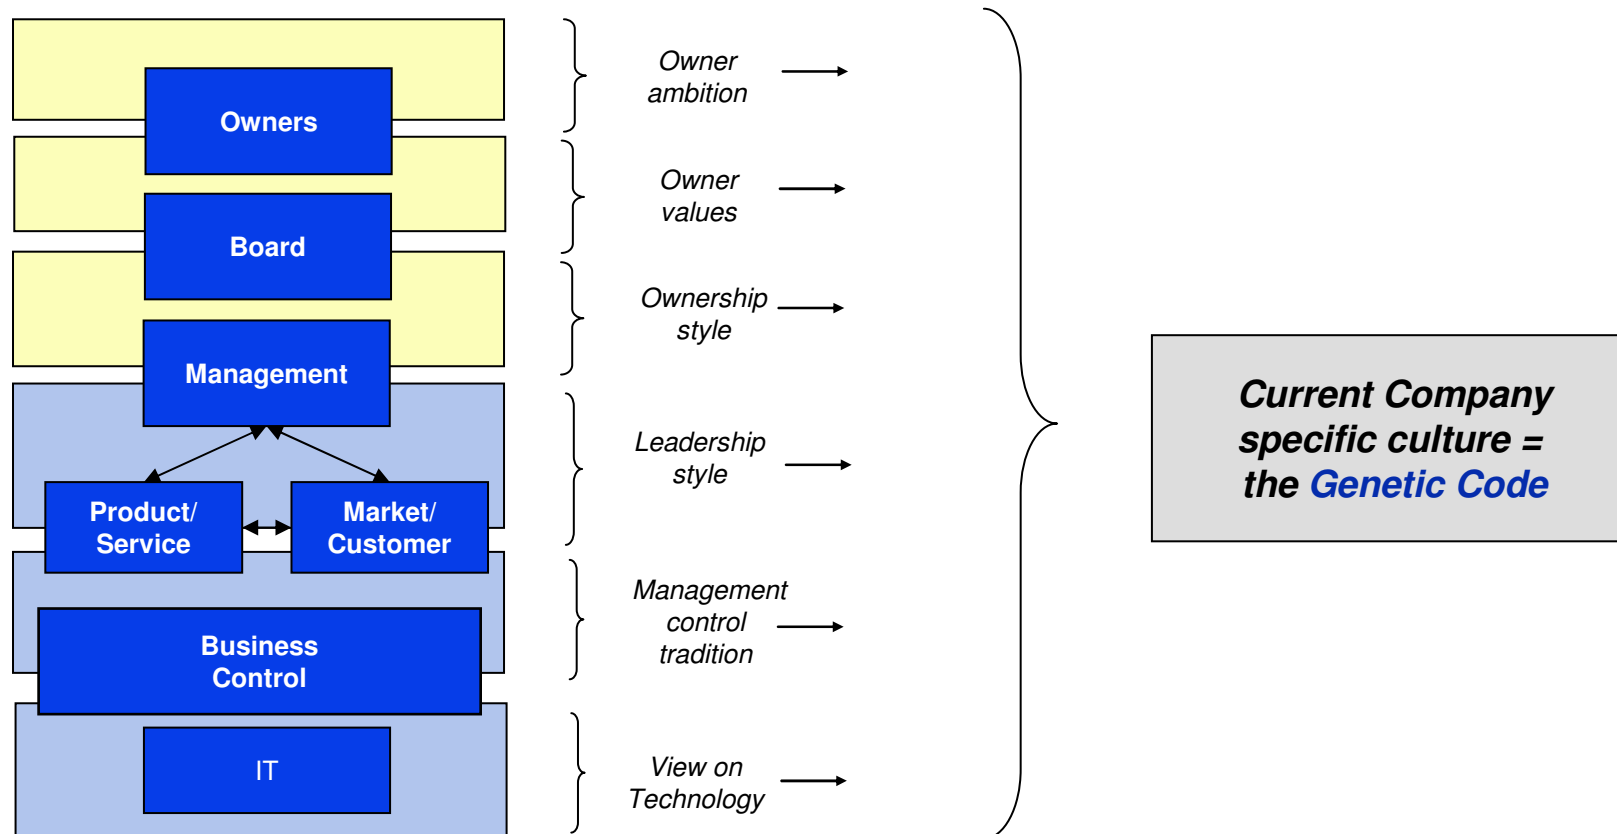 Owners
Owner
ambition
Board
Owner
values
Management
Ownership
style
Product/
Service
Market/
Customer
Leadership
style
Business
Control
Management
control
tradition
IT
View on
Technology
Current Company
specific culture =
the Genetic Code